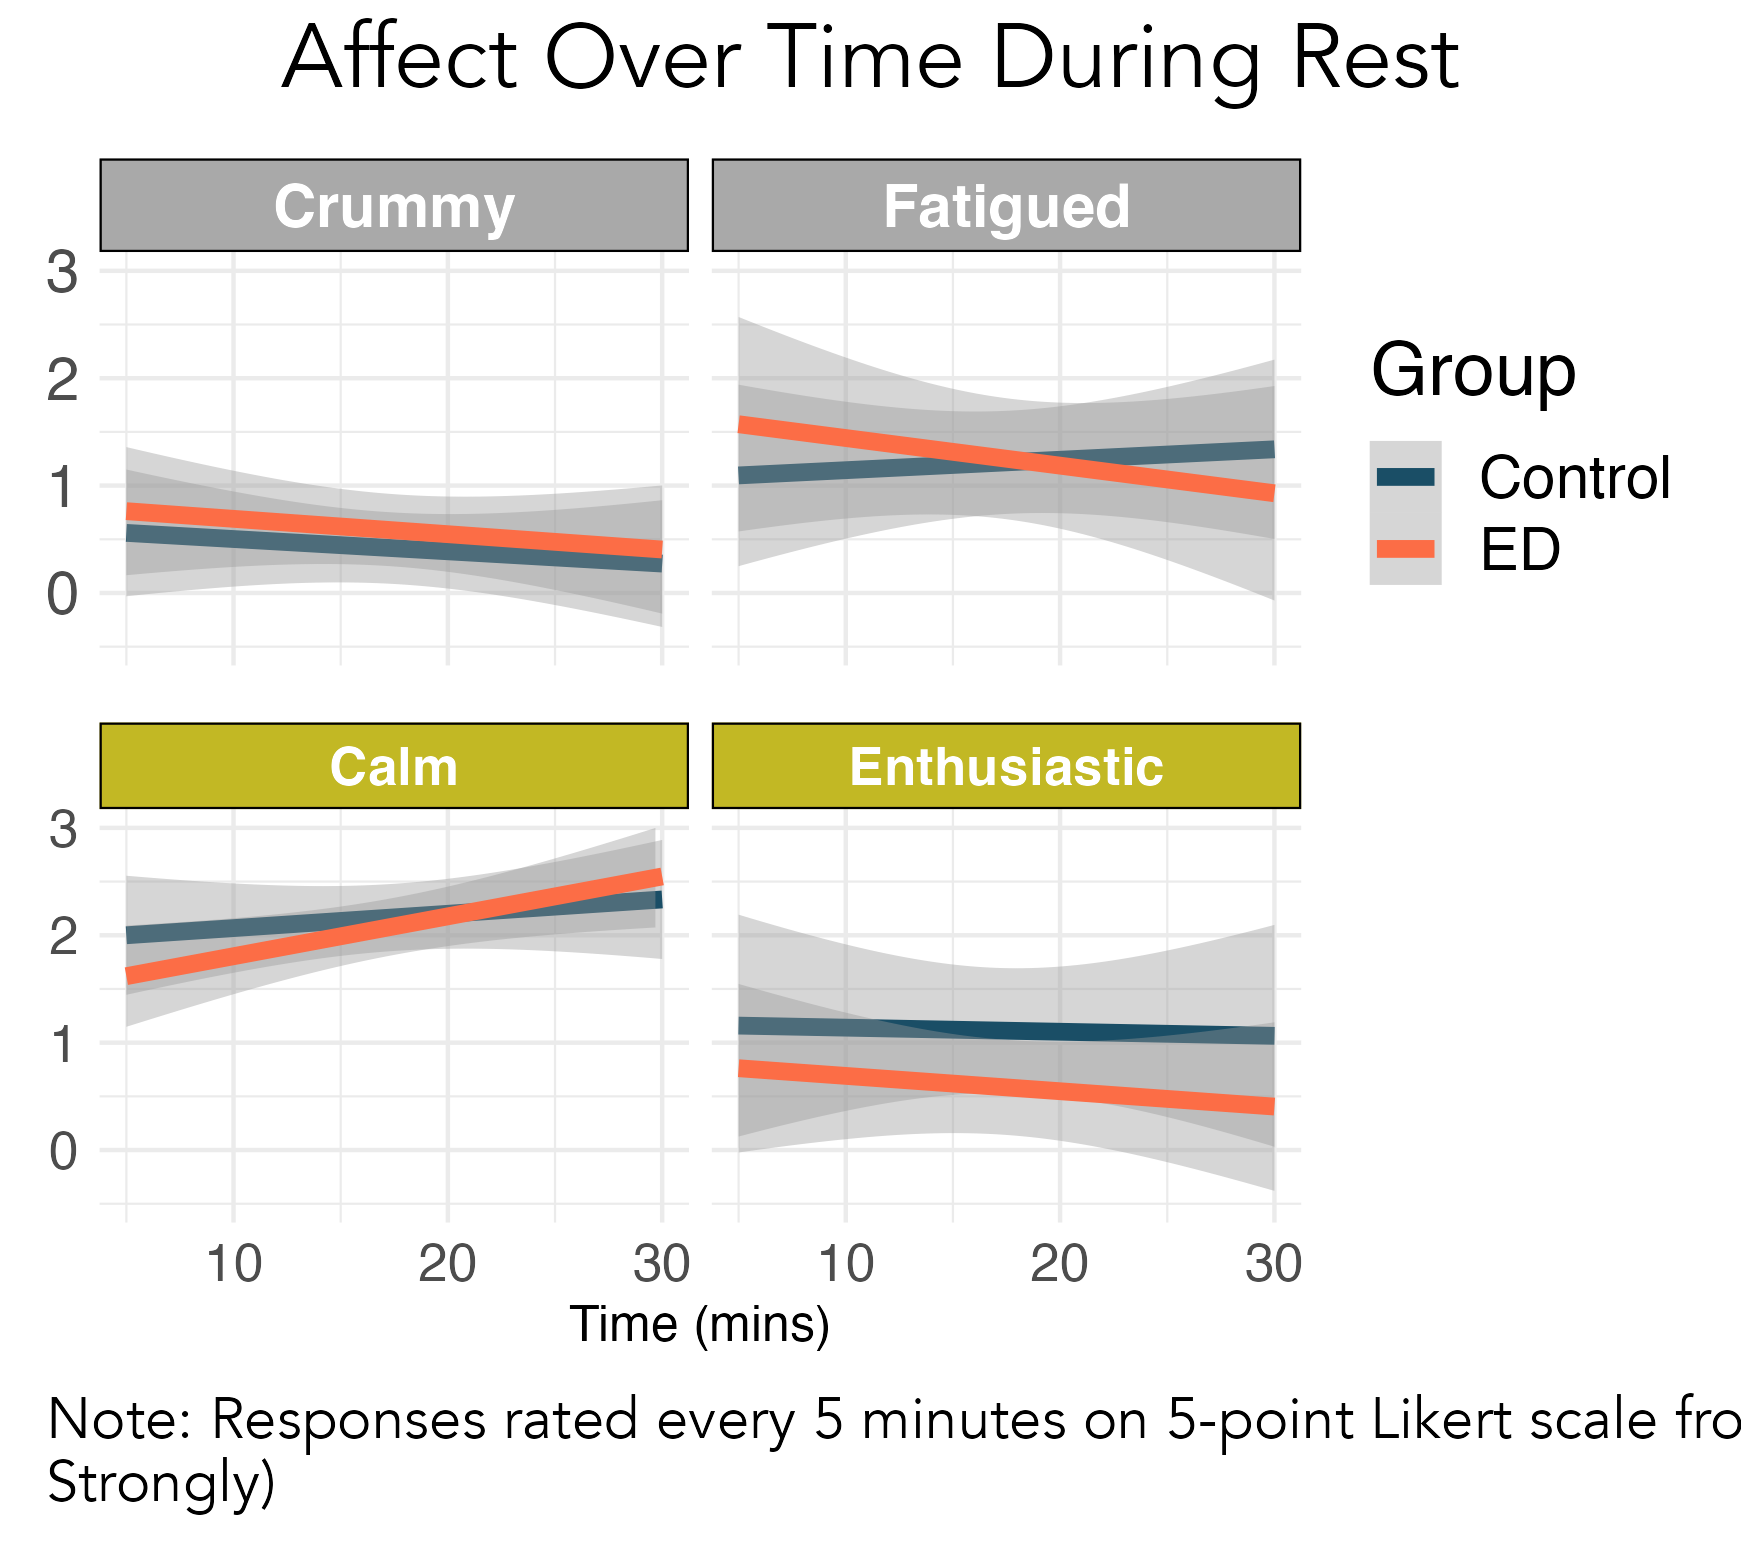 Affect Over Time During Rest
Crummy
Fatigued
3
2
1
0
Group
Control
ED
Calm
Enthusiastic
3
2
1
0
10
20
30
10
20
30
Time (mins)
Note: Responses rated every 5 minutes on 5-point Likert scale fro
Strongly)